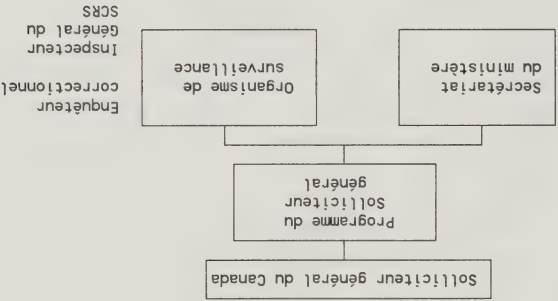 Solliciteur général du Canada
Programme du
Solliciteur
général
Secrétariat
du ministère
Organisme de
surveillance
Enquêteur
correctionnel
Inspecteur
Général du
SCRS